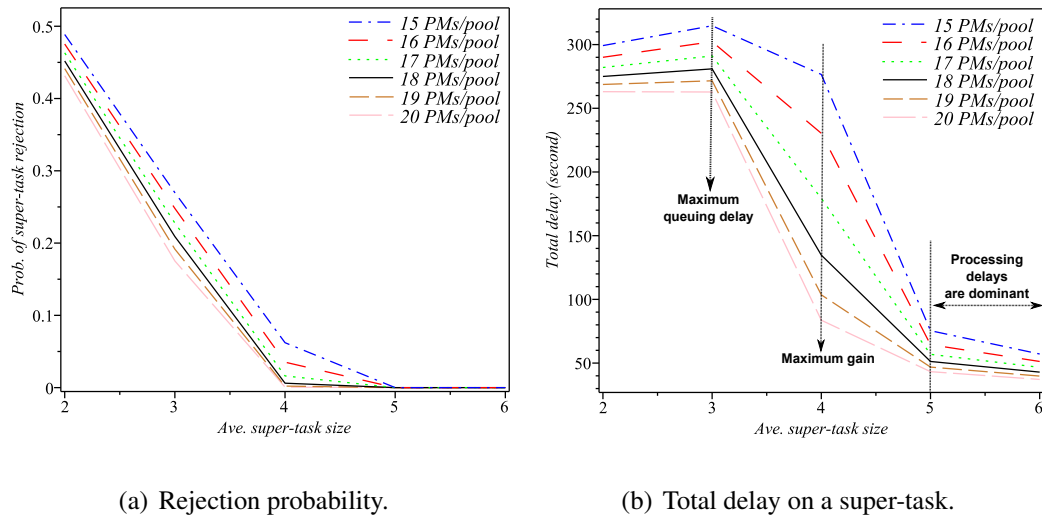 0.5
0.4
0.3
0.2
0.1
0
2
3
4
5
6
Prob. of super-task rejection
Ave. super-task size
15 PMs/pool
16 PMs/pool
17 PMs/pool
18 PMs/pool
19 PMs/pool
20 PMs/pool
(a) Rejection probability.
300
250
200
150
100
50
2
3
4
5
6
Total delay (second)
Ave. super-task size
15 PMs/pool
16 PMs/pool
17 PMs/pool
18 PMs/pool
19 PMs/pool
20 PMs/pool
Maximum
queuing delay
Maximum gain
Processing
delays
are dominant
(b) Total delay on a super-task.